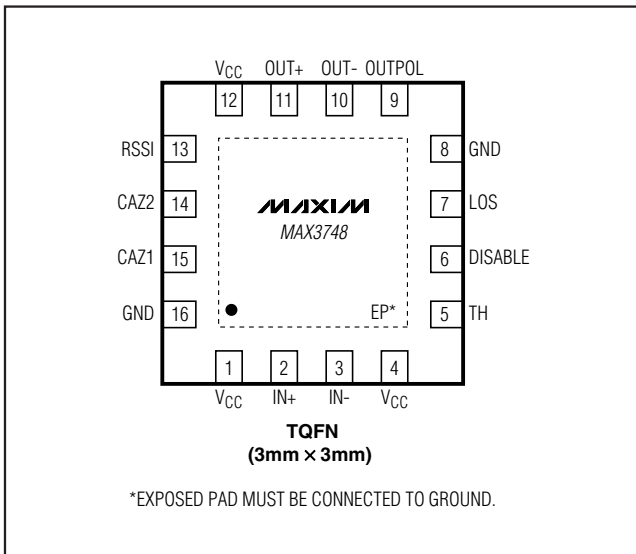 VCC OUT+ OUT- OUTPOL
12 11 10 9
RSSI 13
8 GND
CAZ2 14
MAXIM
7 LOS
MAX3748
CAZ1 15
6 DISABLE
GND 16
EP*
5 TH
1 2 3 4
VCC IN+ IN- VCC
TQFN
(3mm × 3mm)
*EXPOSED PAD MUST BE CONNECTED TO GROUND.